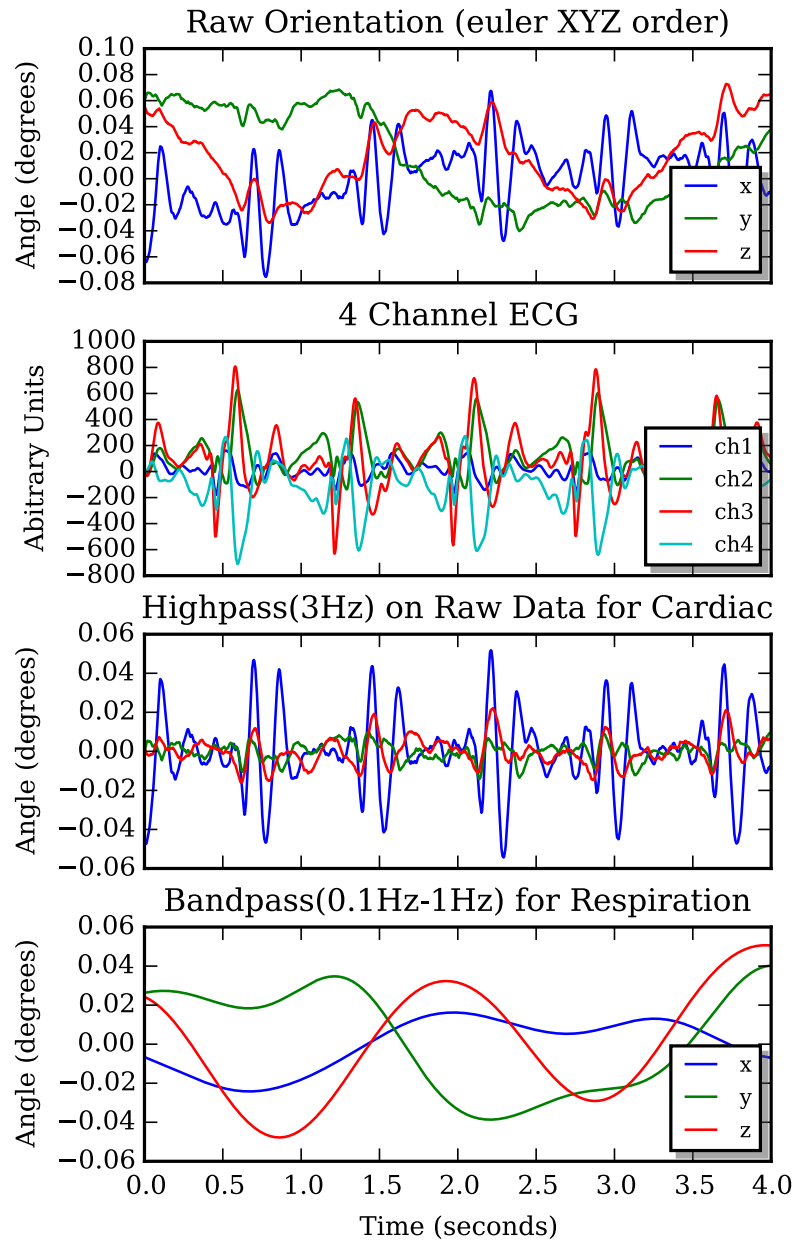 Raw Orientation (euler XYZ order)
Angle (degrees)
0.10
0.08
0.06
0.04
0.02
0.00
−0.02
−0.04
−0.06
−0.08
x
y
z
4 Channel ECG
Abitrary Units
1000
800
600
400
200
0
−200
−400
−600
−800
ch1
ch2
ch3
ch4
Highpass(3Hz) on Raw Data for Cardiac
Angle (degrees)
0.06
0.04
0.02
0.00
−0.02
−0.04
−0.06
Bandpass(0.1Hz-1Hz) for Respiration
Angle (degrees)
0.06
0.04
0.02
0.00
−0.02
−0.04
−0.06
x
y
z
0.0 0.5 1.0 1.5 2.0 2.5 3.0 3.5 4.0
Time (seconds)